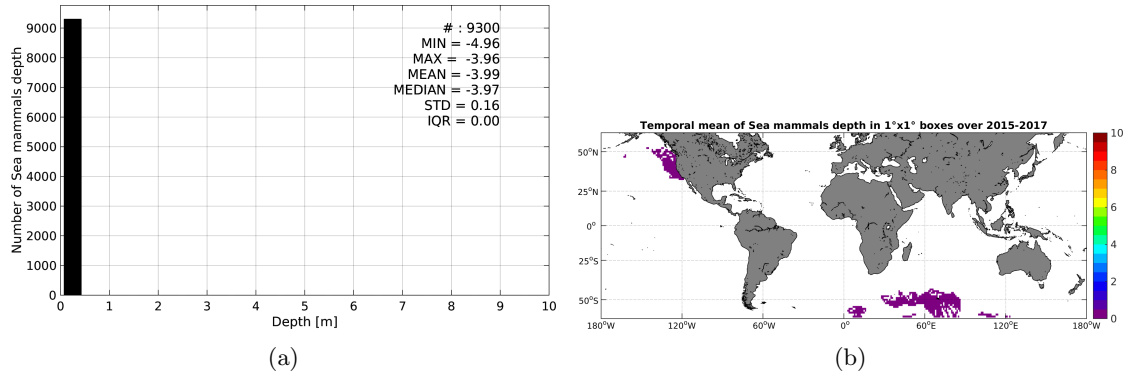 9000
8000
7000
6000
5000
4000
3000
2000
1000
0
Number of Sea mammals depth
# : 9300
MIN = -4.96
MAX = -3.96
MEAN = -3.99
MEDIAN = -3.97
STD = 0.16
IQR = 0.00
0 1 2 3 4 5 6 7 8 9 10
Depth [m]
(a)
Temporal mean of Sea mammals depth in 1°x1° boxes over 2015-2017
50°N
25°N
0°
25°S
50°S
180°W 120°W 60°W 0° 60°E 120°E 180°W
10
8
6
4
2
0
(b)